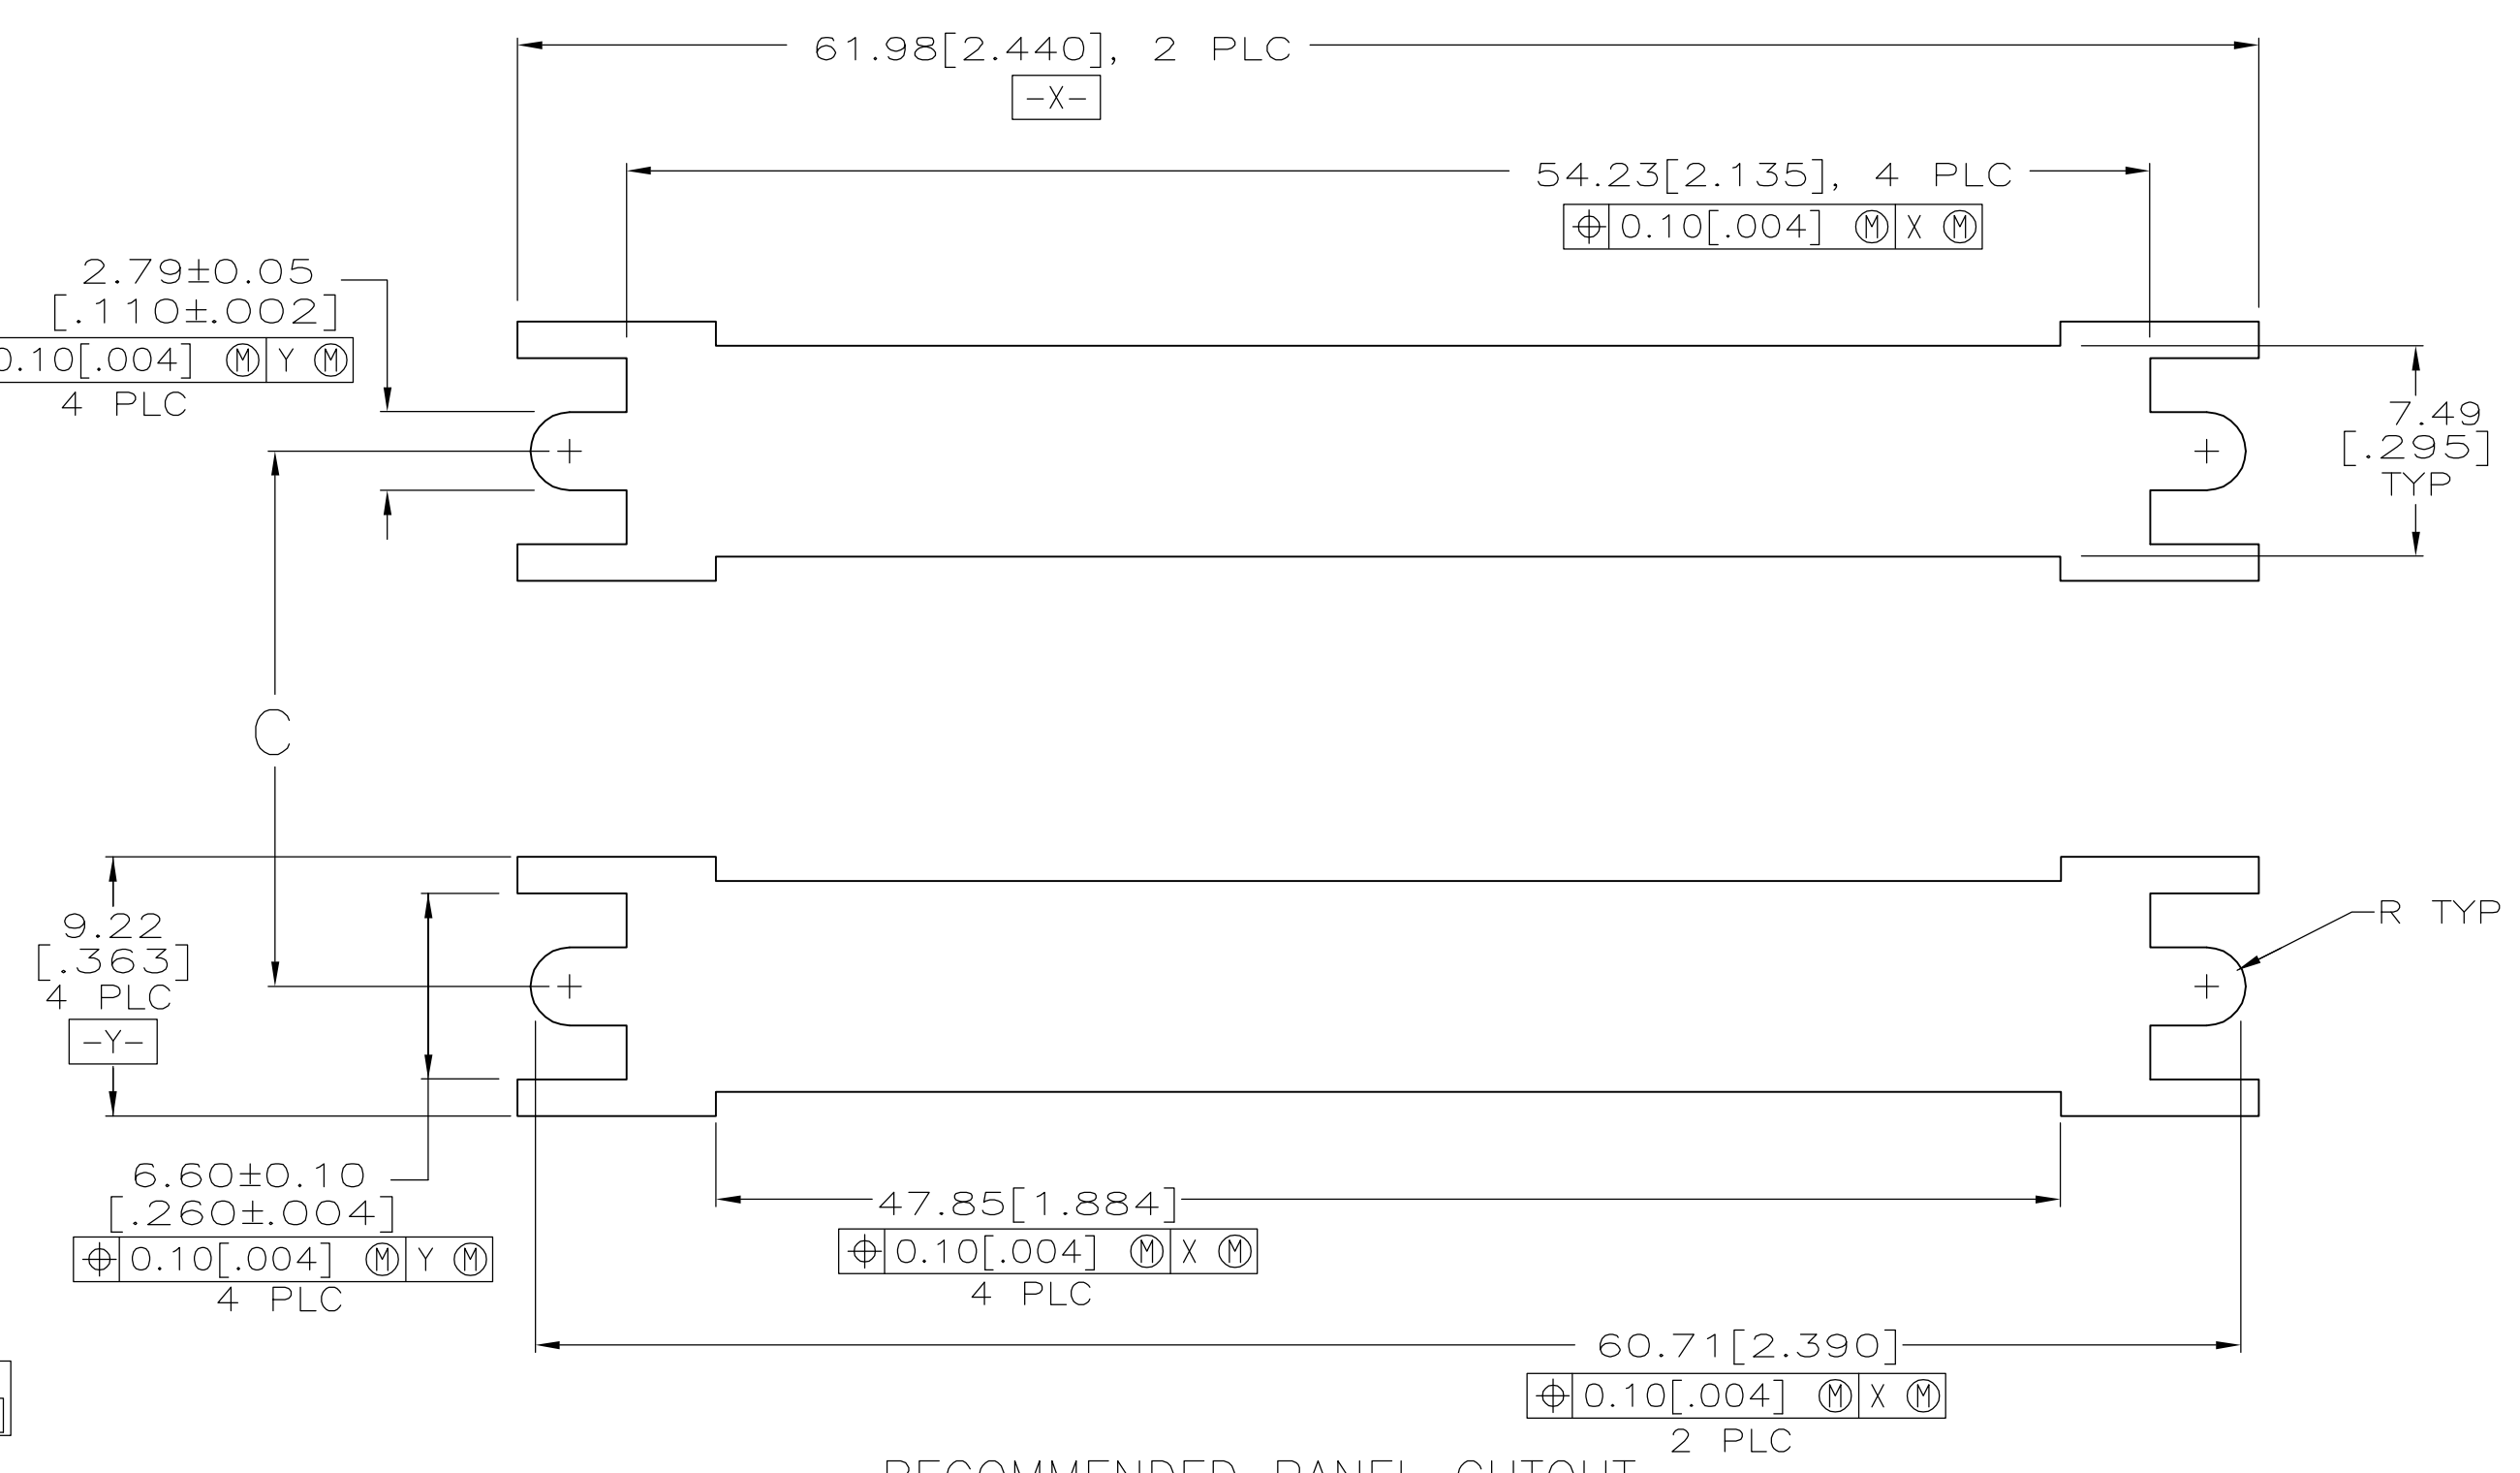 61.98[2.440], 2 PLC
-X-
54.23[2.135], 4 PLC
⌖ 0.10[.004] Ⓜ X Ⓜ
2.79±0.05
[.110±.002]
0.10[.004] Ⓜ Y Ⓜ
4 PLC
7.49
[.295]
TYP
C
9.22
[.363]
4 PLC
-Y-
R TYP
6.60±0.10
[.260±.004]
⌖ 0.10[.004] Ⓜ Y Ⓜ
4 PLC
47.85[1.884]
⌖ 0.10[.004] Ⓜ X Ⓜ
4 PLC
60.71[2.390]
⌖ 0.10[.004] Ⓜ X Ⓜ
2 PLC
RECOMMENDED PANEL CUTOUT